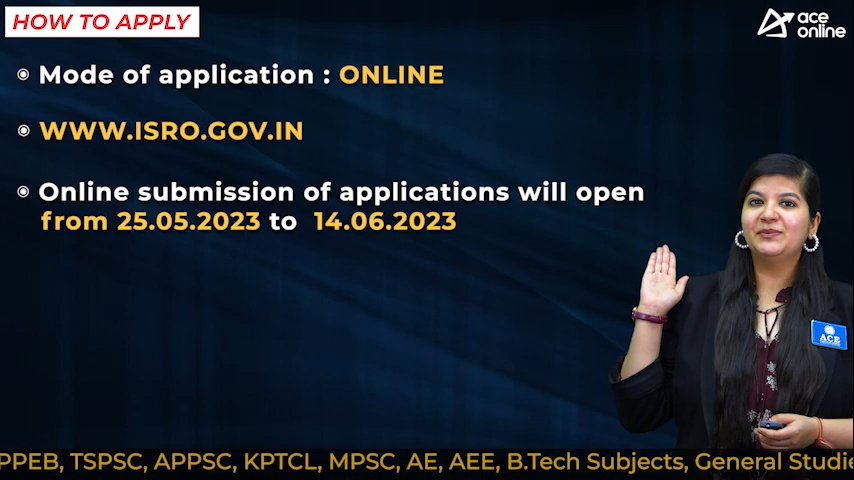 HOW TO APPLY
ace
online
Mode of application : ONLINE
WWW.ISRO.GOV.IN
Online submission of applications will open
from 25.05.2023 to 14.06.2023
ACE
PPEB, TSPSC, APPSC, KPTCL, MPSC, AE, AEE, B.Tech Subjects, General Studie